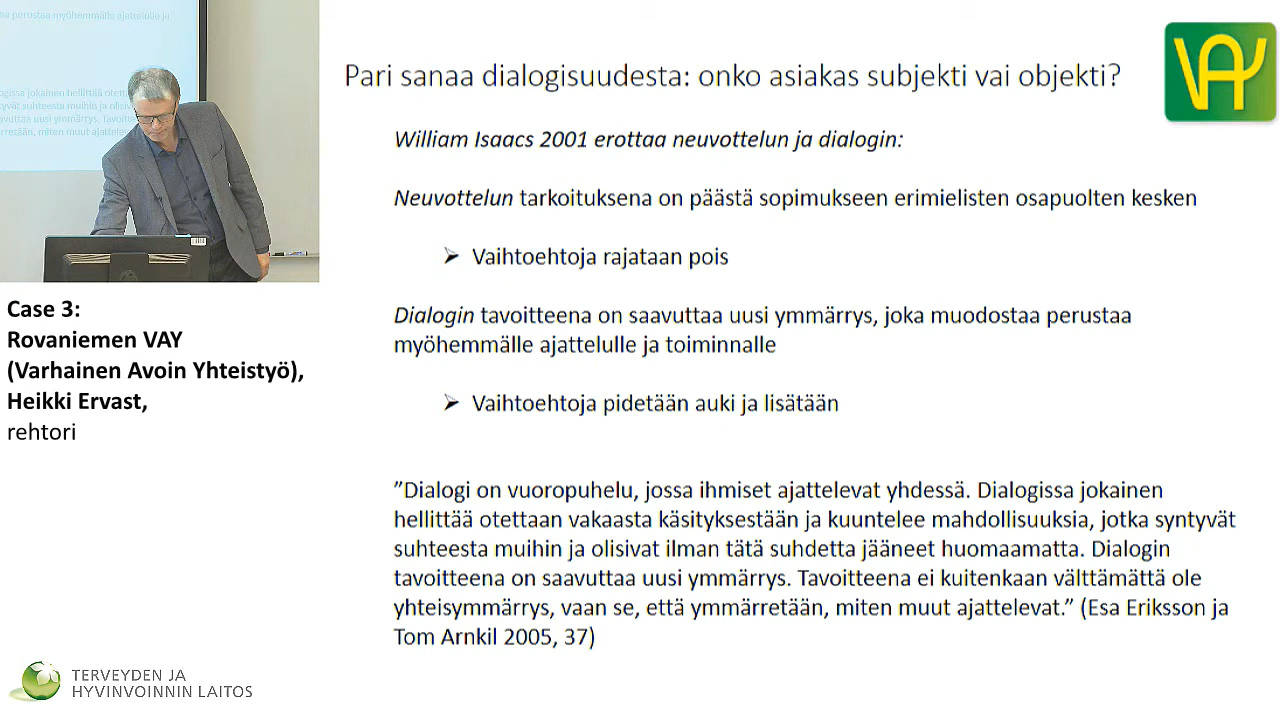 Pari sanaa dialogisuudesta: onko asiakas subjekti vai objekti?
VAY
William Isaacs 2001 erottaa neuvottelun ja dialogin:
Neuvottelun tarkoituksena on päästä sopimukseen erimielisten osapuolten kesken
➢ Vaihtoehtoja rajataan pois
Dialogin tavoitteena on saavuttaa uusi ymmärrys, joka muodostaa perustaa
myöhemmälle ajattelulle ja toiminnalle
➢ Vaihtoehtoja pidetään auki ja lisätään
”Dialogi on vuoropuhelu, jossa ihmiset ajattelevat yhdessä. Dialogissa jokainen
hellittää otettaan vakaasta käsityksestään ja kuuntelee mahdollisuuksia, jotka syntyvät
suhteesta muihin ja olisivat ilman tätä suhdetta jääneet huomaamatta. Dialogin
tavoitteena on saavuttaa uusi ymmärrys. Tavoitteena ei kuitenkaan välttämättä ole
yhteisymmärrys, vaan se, että ymmärretään, miten muut ajattelevat.” (Esa Eriksson ja
Tom Arnkil 2005, 37)
Case 3:
Rovaniemen VAY
(Varhainen Avoin Yhteistyö),
Heikki Ervast,
rehtori
TERVEYDEN JA
HYVINVOINNIN LAITOS